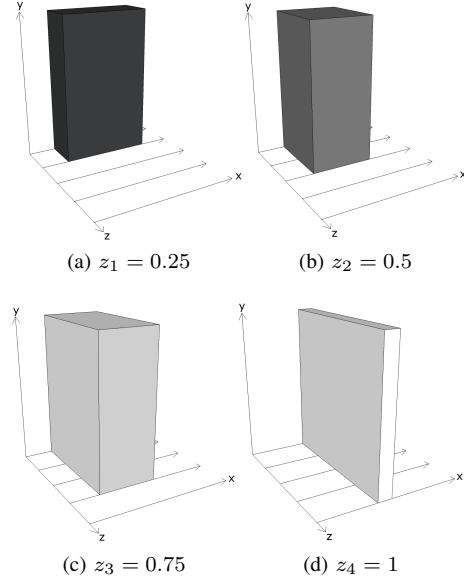 y
x
z
(a) z₁ = 0.25
y
x
z
(b) z₂ = 0.5
y
x
z
(c) z₃ = 0.75
y
x
z
(d) z₄ = 1